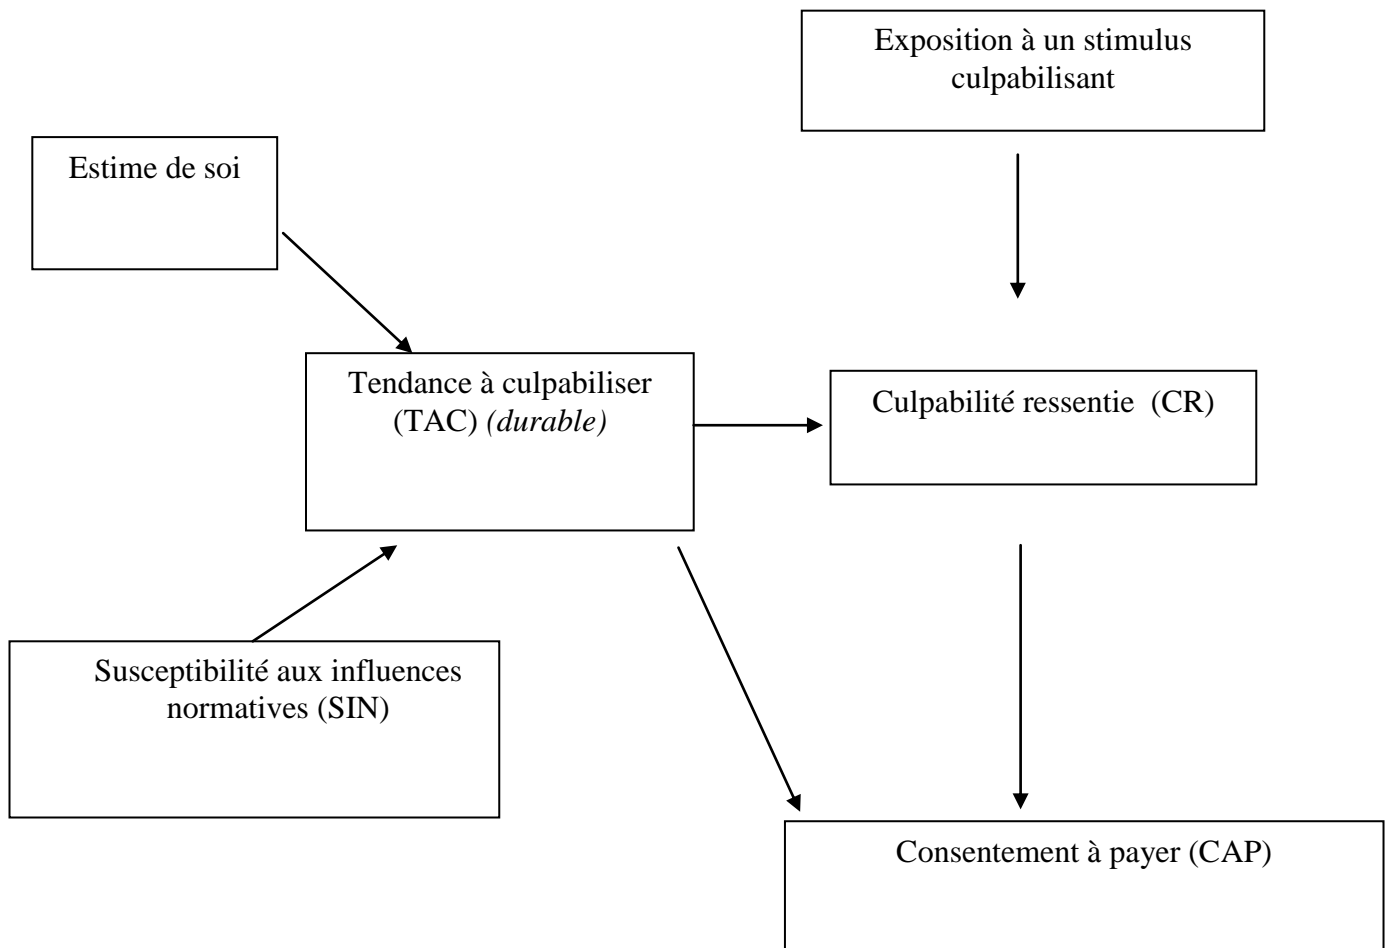 Exposition à un stimulus
culpabilisant
Estime de soi
Tendance à culpabiliser
(TAC) (durable)
Culpabilité ressentie (CR)
Susceptibilité aux influences
normatives (SIN)
Consentement à payer (CAP)